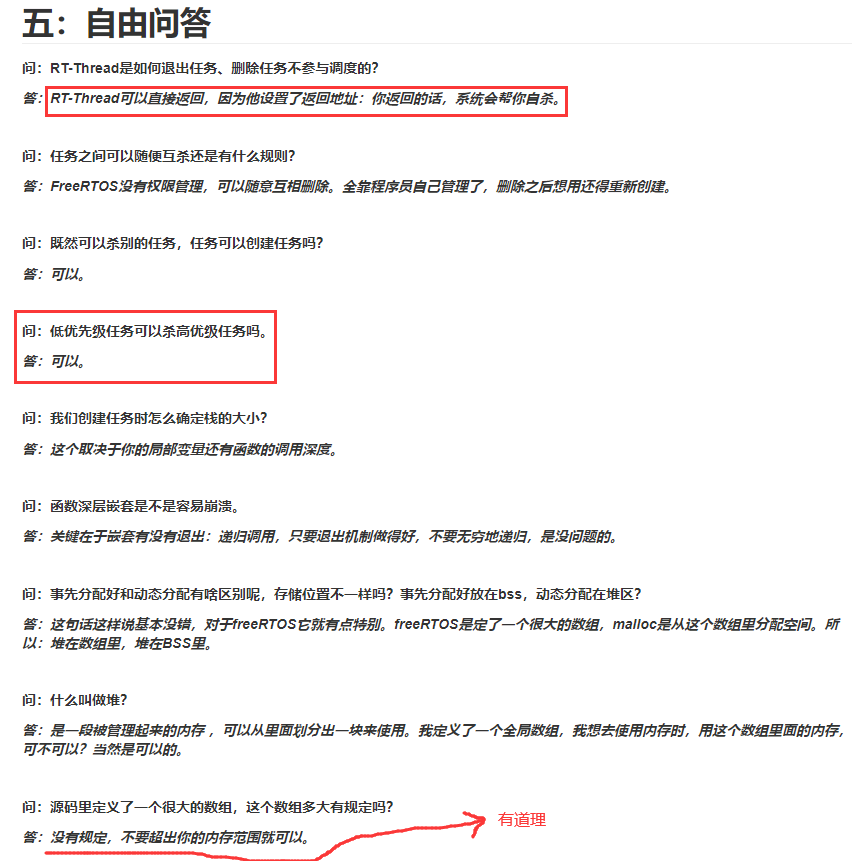 五：自由问答
问：RT-Thread是如何退出任务、删除任务不参与调度的？
答：RT-Thread可以直接返回，因为他设置了返回地址：你返回的话，系统会帮你自杀。
问：任务之间可以随便互杀还是有什么规则？
答：FreeRTOS没有权限管理，可以随意互相删除。全靠程序员自己管理了，删除之后想用还得重新创建。
问：既然可以杀别的任务，任务可以创建任务吗？
答：可以。
问：低优先级任务可以杀高优级任务吗。
答：可以。
问：我们创建任务时怎么确定栈的大小？
答：这个取决于你的局部变量还有函数的调用深度。
问：函数深层嵌套是不是容易崩溃。
答：关键在于嵌套有没有退出：递归调用，只要退出机制做得好，不要无穷地递归，是没问题的。
问：事先分配好和动态分配有啥区别呢，存储位置不一样吗？事先分配好放在bss，动态分配在堆区？
答：这句话这样说基本没错，对于freeRTOS它就有点特别。freeRTOS是定了一个很大的数组，malloc是从这个数组里分配空间。所
以：堆在数组里，堆在BSS里。
问：什么叫做堆？
答：是一段被管理起来的内存 ，可以从里面划分出一块来使用。我定义了一个全局数组，我想去使用内存时，用这个数组里面的内存，
可不可以？当然是可以的。
问：源码里定义了一个很大的数组，这个数组多大有规定吗？
答：没有规定，不要超出你的内存范围就可以。
有道理